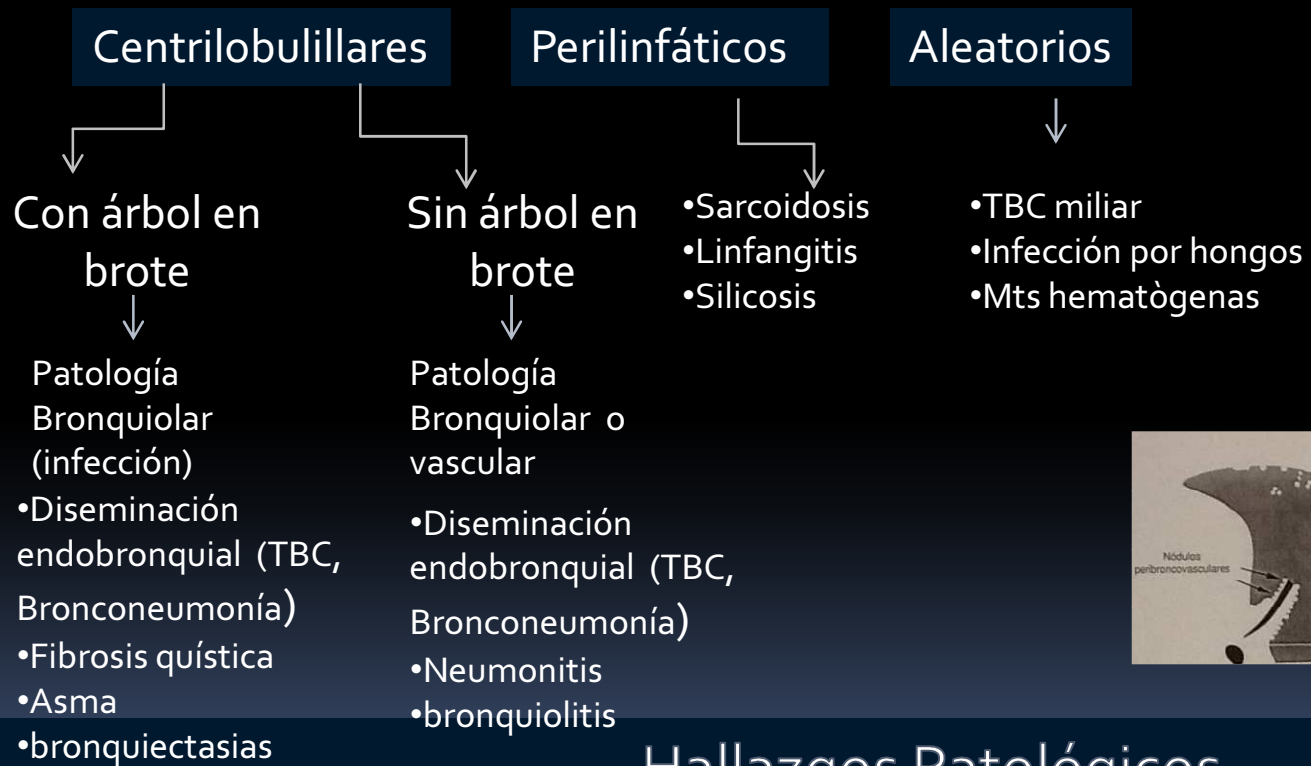 Centrilobulillares
Perilinfáticos
Aleatorios
Con árbol en
brote
Sin árbol en
brote
•Sarcoidosis
•Linfangitis
•Silicosis
•TBC miliar
•Infección por hongos
•Mts hematògenas
Patología
Bronquiolar
(infección)
•Diseminación
endobronquial (TBC,
Bronconeumonía)
•Fibrosis quística
•Asma
•bronquiectasias
Patología
Bronquiolar o
vascular
•Diseminación
endobronquial (TBC,
Bronconeumonía)
•Neumonitis
•bronquiolitis
Nódulos
peribroncovasculares
Hallazgos Patológicos